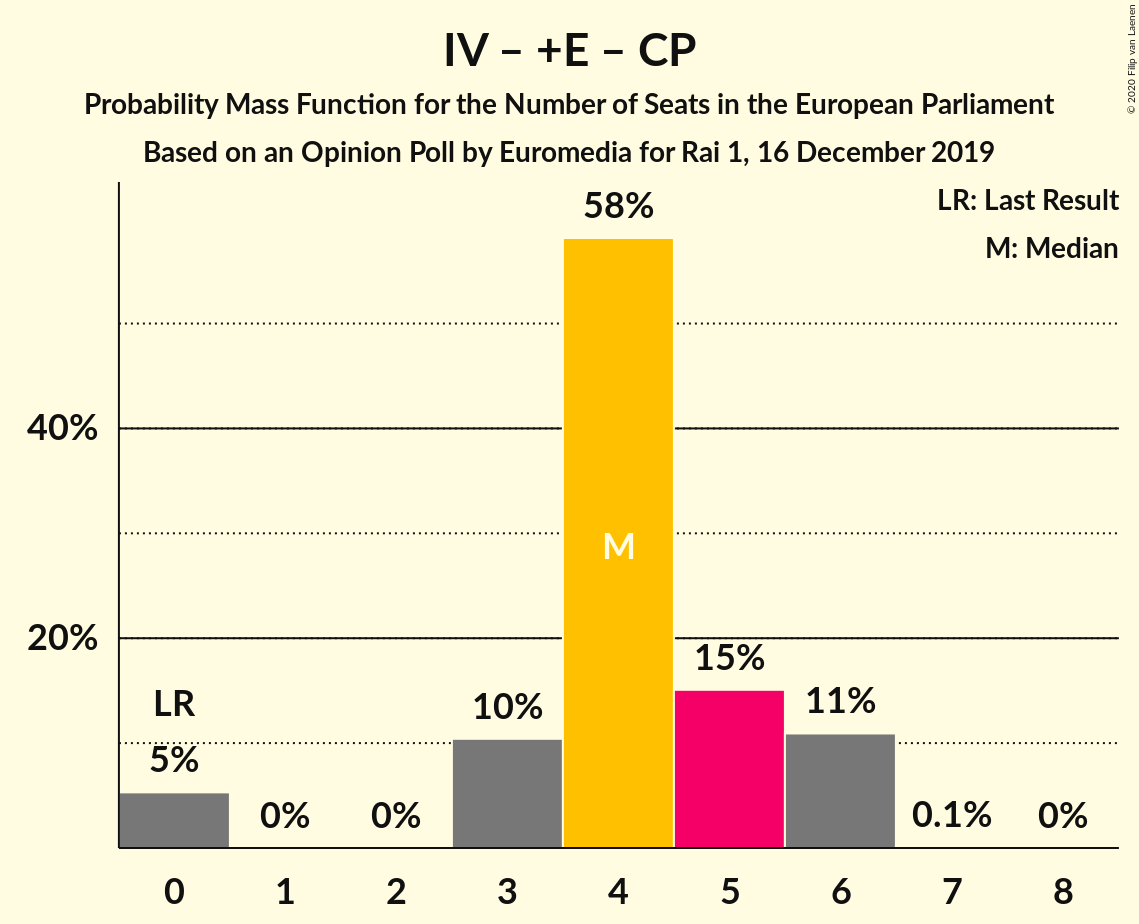 IV – +E – CP
Probability Mass Function for the Number of Seats in the European Parliament
Based on an Opinion Poll by Euromedia for Rai 1, 16 December 2019
© 2020 Filip van Laenen
LR: Last Result
M: Median
58%
40%
M
20%
15%
11%
10%
LR
5%
0%
0%
0.1%
0%
0 1 2 3 4 5 6 7 8